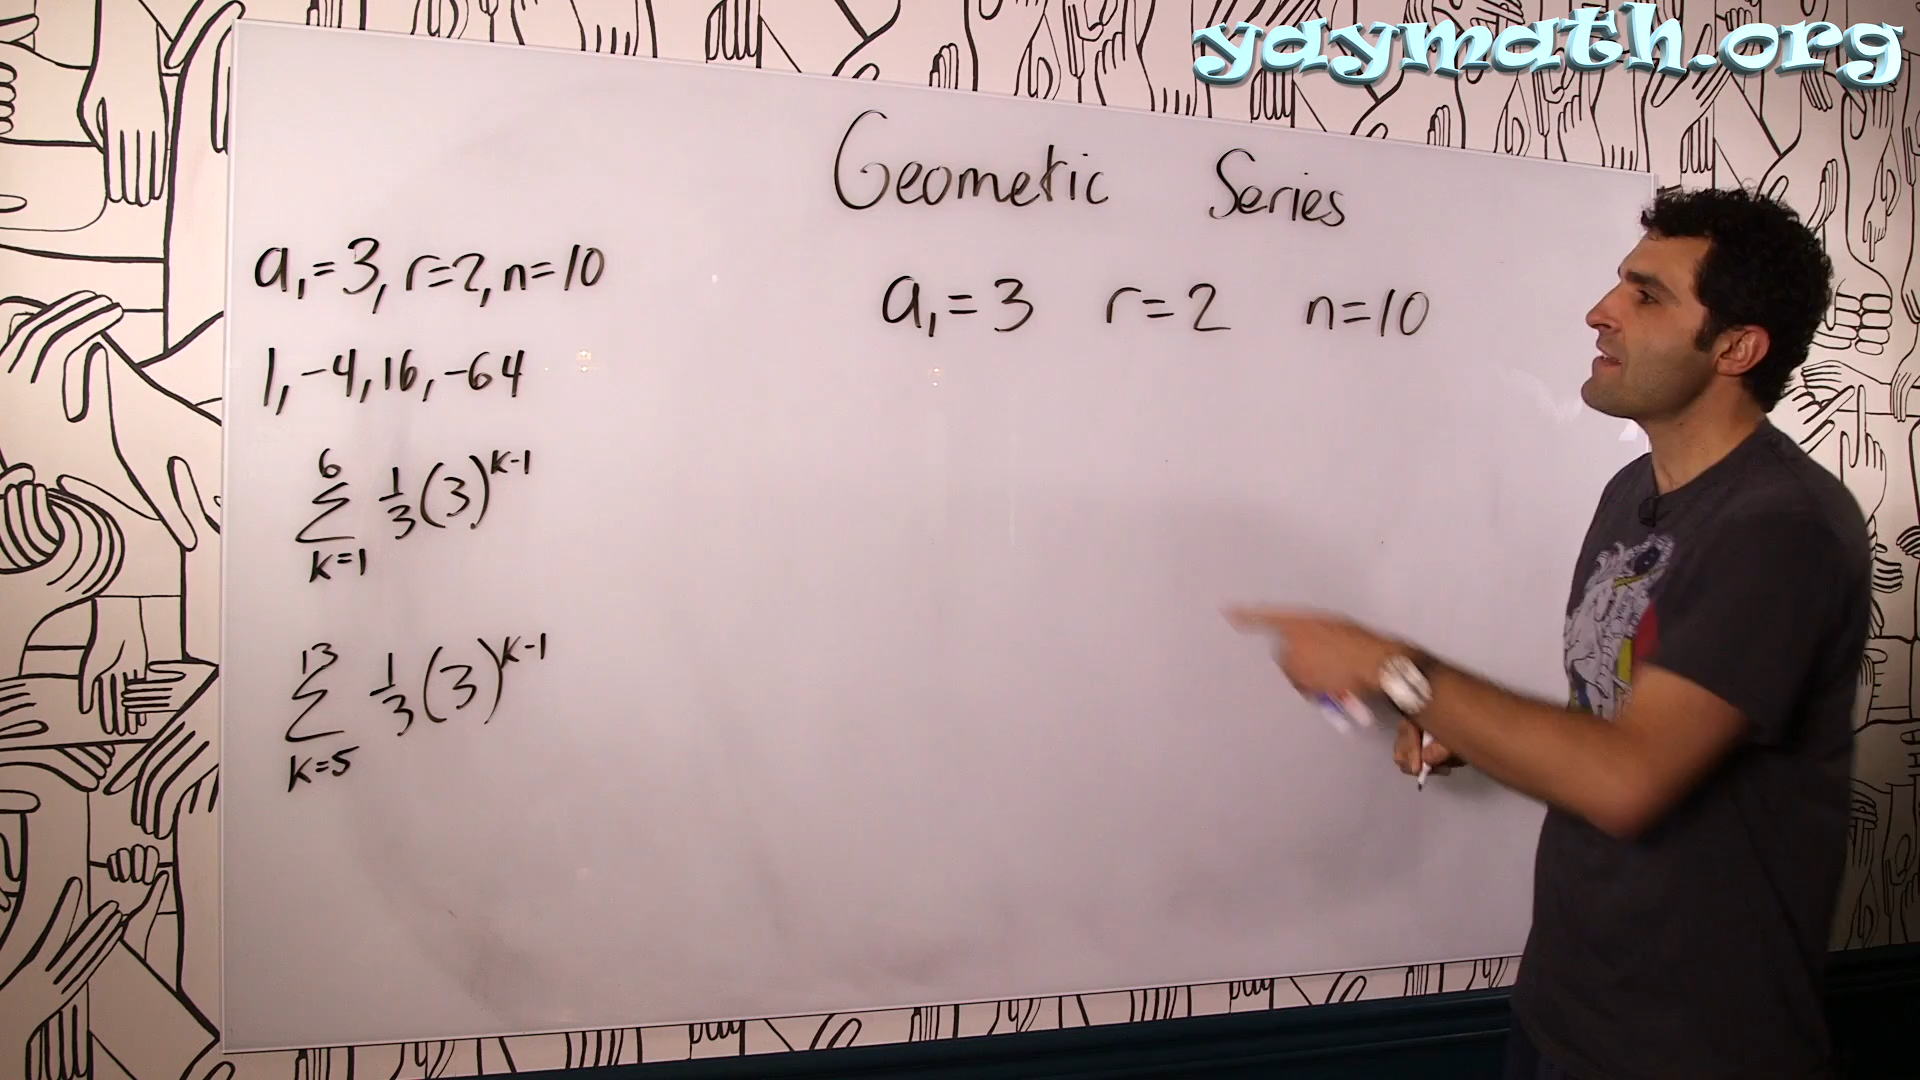 yaymath.org
Geometric Series
a₁=3, r=2, n=10
1, -4, 16, -64
6
∑ 1/3 (3)^(k-1)
k=1
13
∑ 1/3 (3)^(k-1)
k=5
a₁=3 r=2 n=10